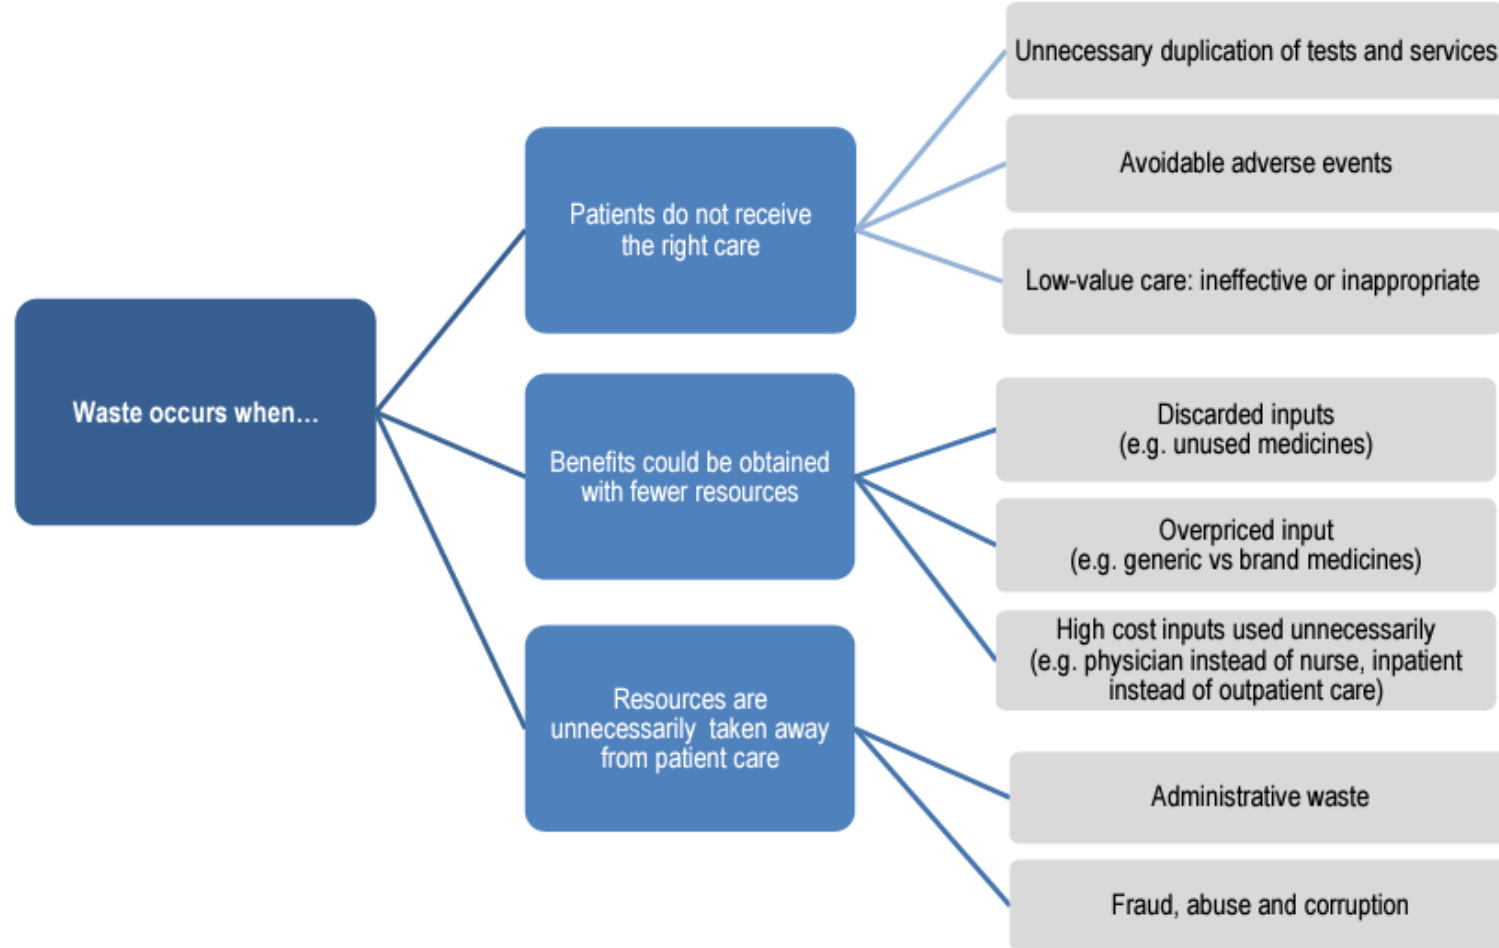 Waste occurs when...
Patients do not receive
the right care
Unnecessary duplication of tests and services
Avoidable adverse events
Low-value care: ineffective or inappropriate
Benefits could be obtained
with fewer resources
Discarded inputs
(e.g. unused medicines)
Overpriced input
(e.g. generic vs brand medicines)
High cost inputs used unnecessarily
(e.g. physician instead of nurse, inpatient
instead of outpatient care)
Resources are
unnecessarily taken away
from patient care
Administrative waste
Fraud, abuse and corruption